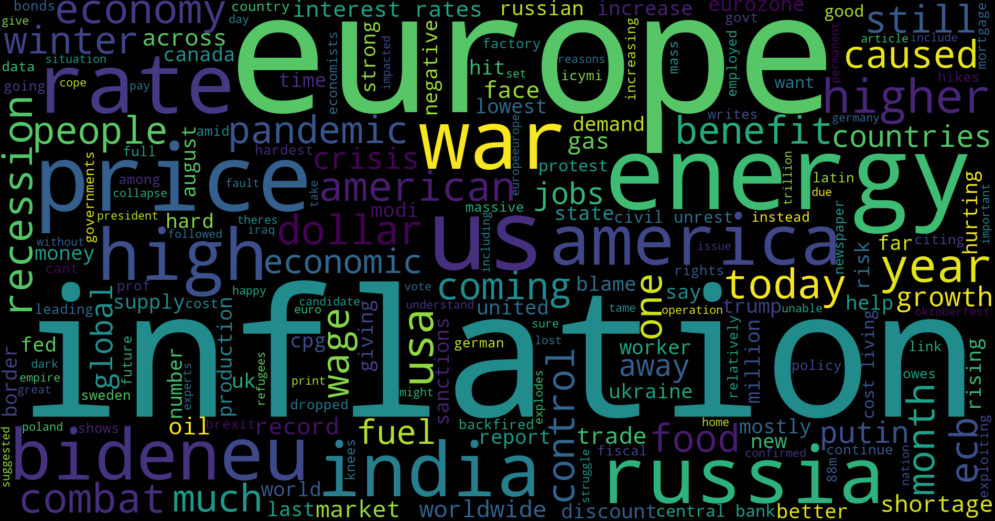 bonds
give
economy
day
country
interest rates
russian
increase
eurozone
govt
good
still
winter
across
canada
data
situation
going
cope
pay
rate
time
europe
economists
impacted
strong
negative
factory
hit
set
face
lowest
reasons
icymi
increasing
mass
employed
want
article
include
permanent
mortgage
caused
hikes
higher
writes
germany
recession
people
amid
pandemic
war
demand
gas
benefit
countries
full
hardest
august
among
collapse
fault
take
crisis
american
protest
europeeurope
energy
latin
trillion
due
price
governments
president
hard
modi
jobs
state
civil unrest
instead
without
theres
followed
iraq
dollar
massive
including
us
america
issue
newspaper
far
citing
hurting
important
money
cant
high
economic
rights
risk
year
prof
happy
coming
blame
one
say
today
leading
global
supply
cost
candidate
vote
understand
united
tame
operation
trump
unable
help
growth
oktoberfest
euro
giving
usa
sure
lost
inflation
fed
dark
empire
great
future
sweden
number
experts
production
uk
refugees
cpg
print
dropped
wage
might
sanctions
german
explodes
control
worker
away
ukraine
relatively
million
policy
cost living
link
owes
month
rising
border
oil
brexit
record
fuel
backfired
report
trade
fiscal
home
food
mostly
new
confirmed
putin
continue
suggested
poland
shows
biden
eu
knees
india
struggle
russia
88m
nation
ecb
exploiting
combat
much
world
last
market
worldwide
discount
central bank
better
shortage